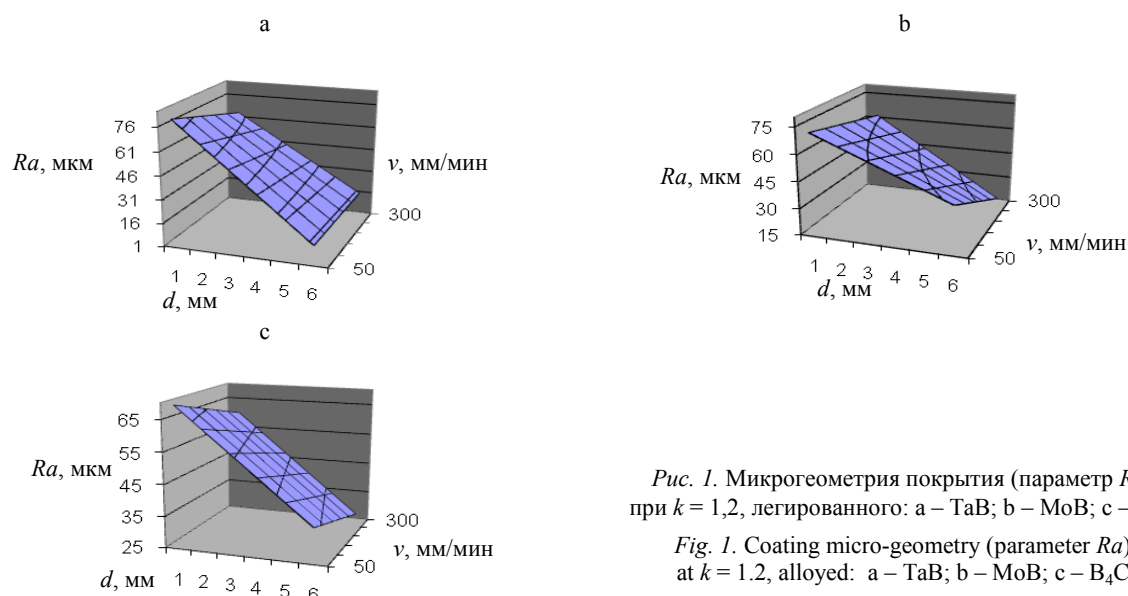 a
76
61
46
31
16
1
Ra, мкм
1 2 3 4 5 6
d, мм
50
300
v, мм/мин
b
75
60
45
30
15
Ra, мкм
1 2 3 4 5 6
d, мм
50
300
v, мм/мин
c
65
55
45
35
25
Ra, мкм
d, мм 1 2 3 4 5 6
50
300
v, мм/мин
Рис. 1. Микрогеометрия покрытия (параметр
при k = 1,2, легированного: a – TaB; b – MoB; c –
Fig. 1. Coating micro-geometry (parameter Ra)
at k = 1.2, alloyed: a – TaB; b – MoB; c – B₄C